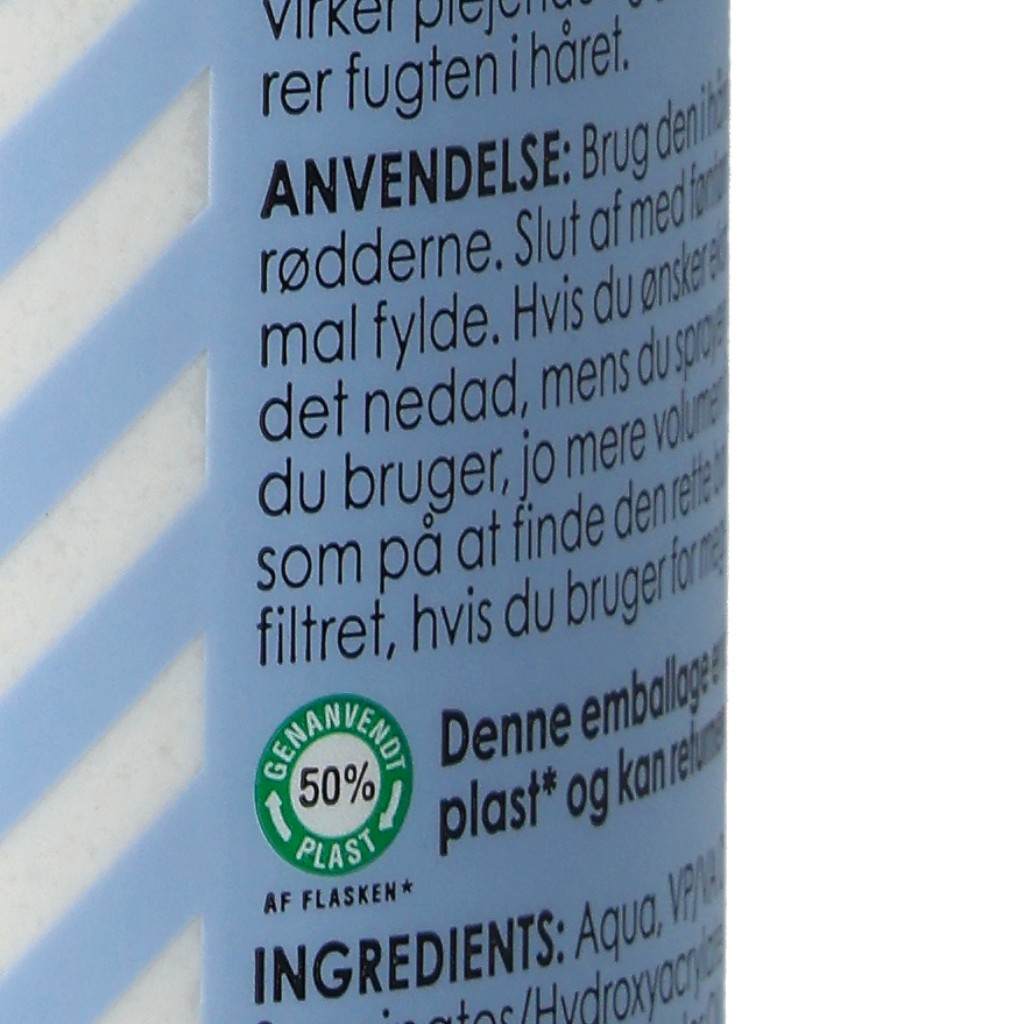 virker
rer fugten i håret.
ANVENDELSE: Brug den i
rødderne. Slut af med
mal fylde. Hvis du ønsker
det nedad, mens du
du bruger, jo mere
som på at finde den rette
filtret, hvis du bruger for
GENANVENDT
50%
PLAST
AF FLASKEN*
Denne emballage
plast* og kan
INGREDIENTS: Aqua,